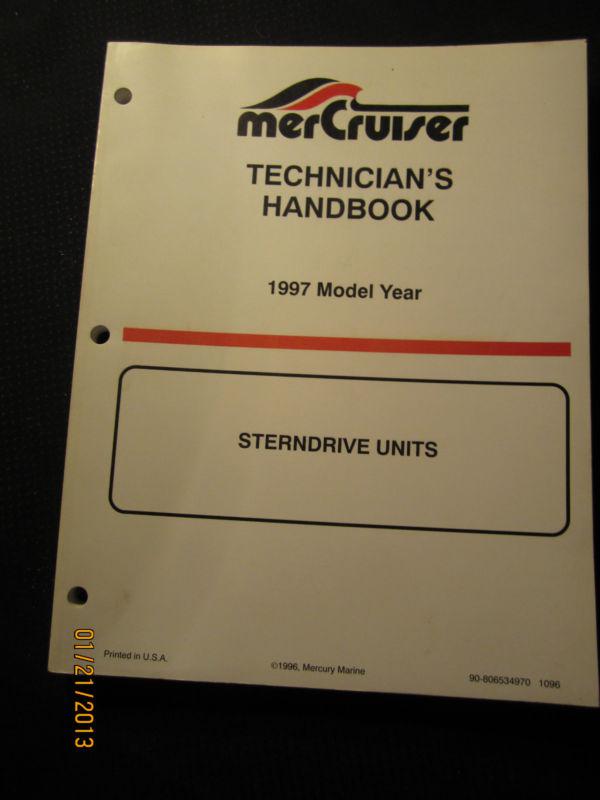 merCruiser
TECHNICIAN'S
HANDBOOK
1997 Model Year
STERNDRIVE UNITS
Printed in U.S.A.
©1996, Mercury Marine
90-806534970 1096
01/21/2013